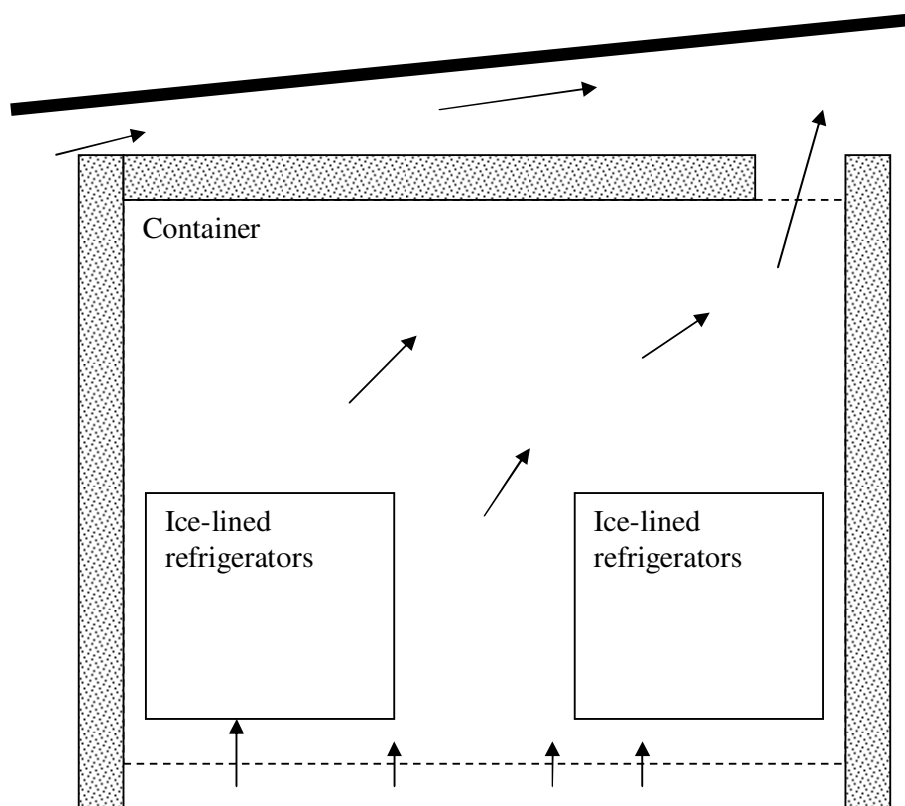 Container
Ice-lined
refrigerators
Ice-lined
refrigerators